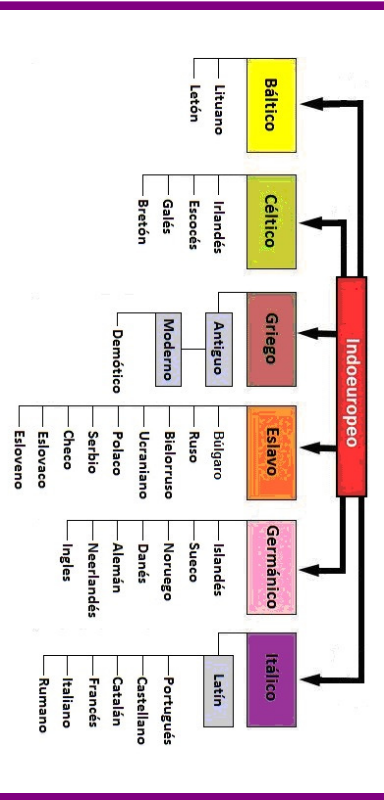 Indoeuropeo
Báltico
Lituano
Letón
Céltico
Irlandés
Escocés
Galés
Bretón
Griego
Antiguo
Moderno
Demótico
Eslavo
Búlgaro
Ruso
Bielorruso
Ucraniano
Polaco
Serbio
Checo
Eslovaco
Esloveno
Germánico
Islandés
Sueco
Noruego
Danés
Alemán
Neerlandés
Ingles
Itálico
Latín
Portugués
Castellano
Catalán
Francés
Italiano
Rumano